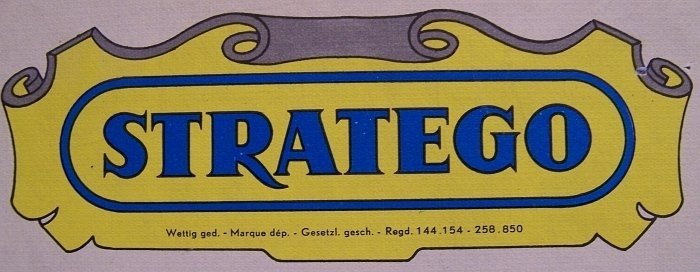 STRATEGO
Wettig ged. - Marque dép. - Gesetzl. gesch. - Regd. 144.154 - 258.850